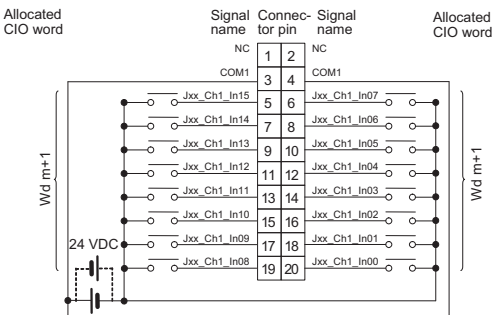 Allocated CIO word
Signal name
Connec-tor pin
Signal name
Allocated CIO word
NC 1 2 NC
COM1 3 4 COM1
Jxx_Ch1_In15 5 6 Jxx_Ch1_In07
Jxx_Ch1_In14 7 8 Jxx_Ch1_In06
Jxx_Ch1_In13 9 10 Jxx_Ch1_In05
Jxx_Ch1_In12 11 12 Jxx_Ch1_In04
Jxx_Ch1_In11 13 14 Jxx_Ch1_In03
Jxx_Ch1_In10 15 16 Jxx_Ch1_In02
Jxx_Ch1_In09 17 18 Jxx_Ch1_In01
Jxx_Ch1_In08 19 20 Jxx_Ch1_In00
Wd m+1
Wd m+1
24 VDC